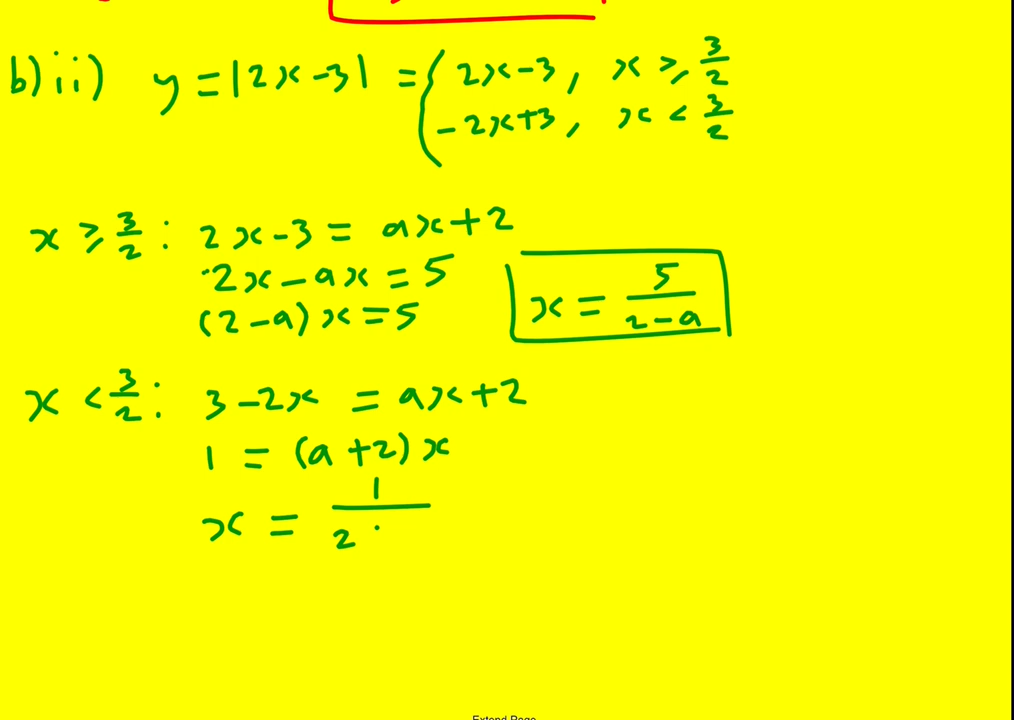 b)ii) y = |2x - 3| = { 2x - 3, x ≥ 3/2
- 2x + 3, x < 3/2
x ≥ 3/2 : 2x - 3 = ax + 2
2x - ax = 5
(2 - a) x = 5
x = 5/(2 - a)
x < 3/2 : 3 - 2x = ax + 2
1 = (a + 2) x
x = 1/2